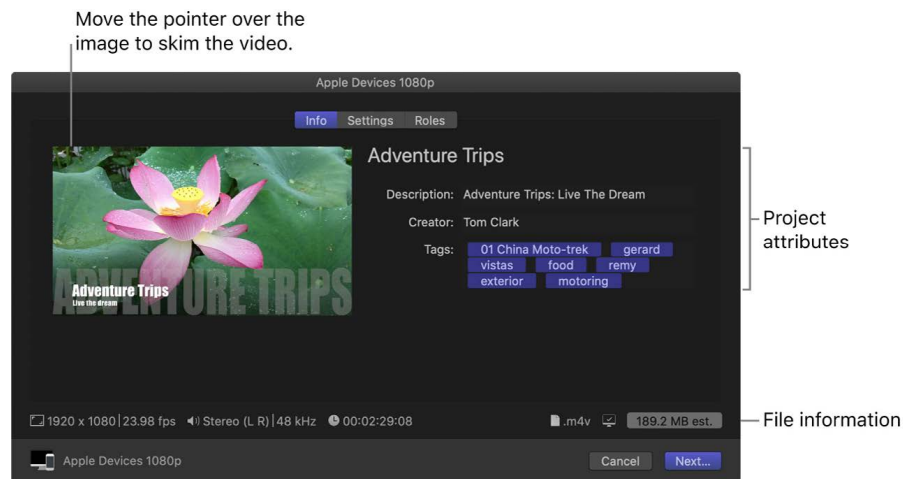 Move the pointer over the
image to skim the video.
Apple Devices 1080p
Info Settings Roles
Adventure Trips
Description: Adventure Trips: Live The Dream
Creator: Tom Clark
Tags: 01 China Moto-trek gerard
vistas food remy
exterior motoring
ADVENTURE TRIPS
Adventure Trips
Live the dream
Project
attributes
1920 x 1080 | 23.98 fps Stereo (L R) | 48 kHz 00:02:29:08 .m4v 189.2 MB est.
File information
Apple Devices 1080p Cancel Next...